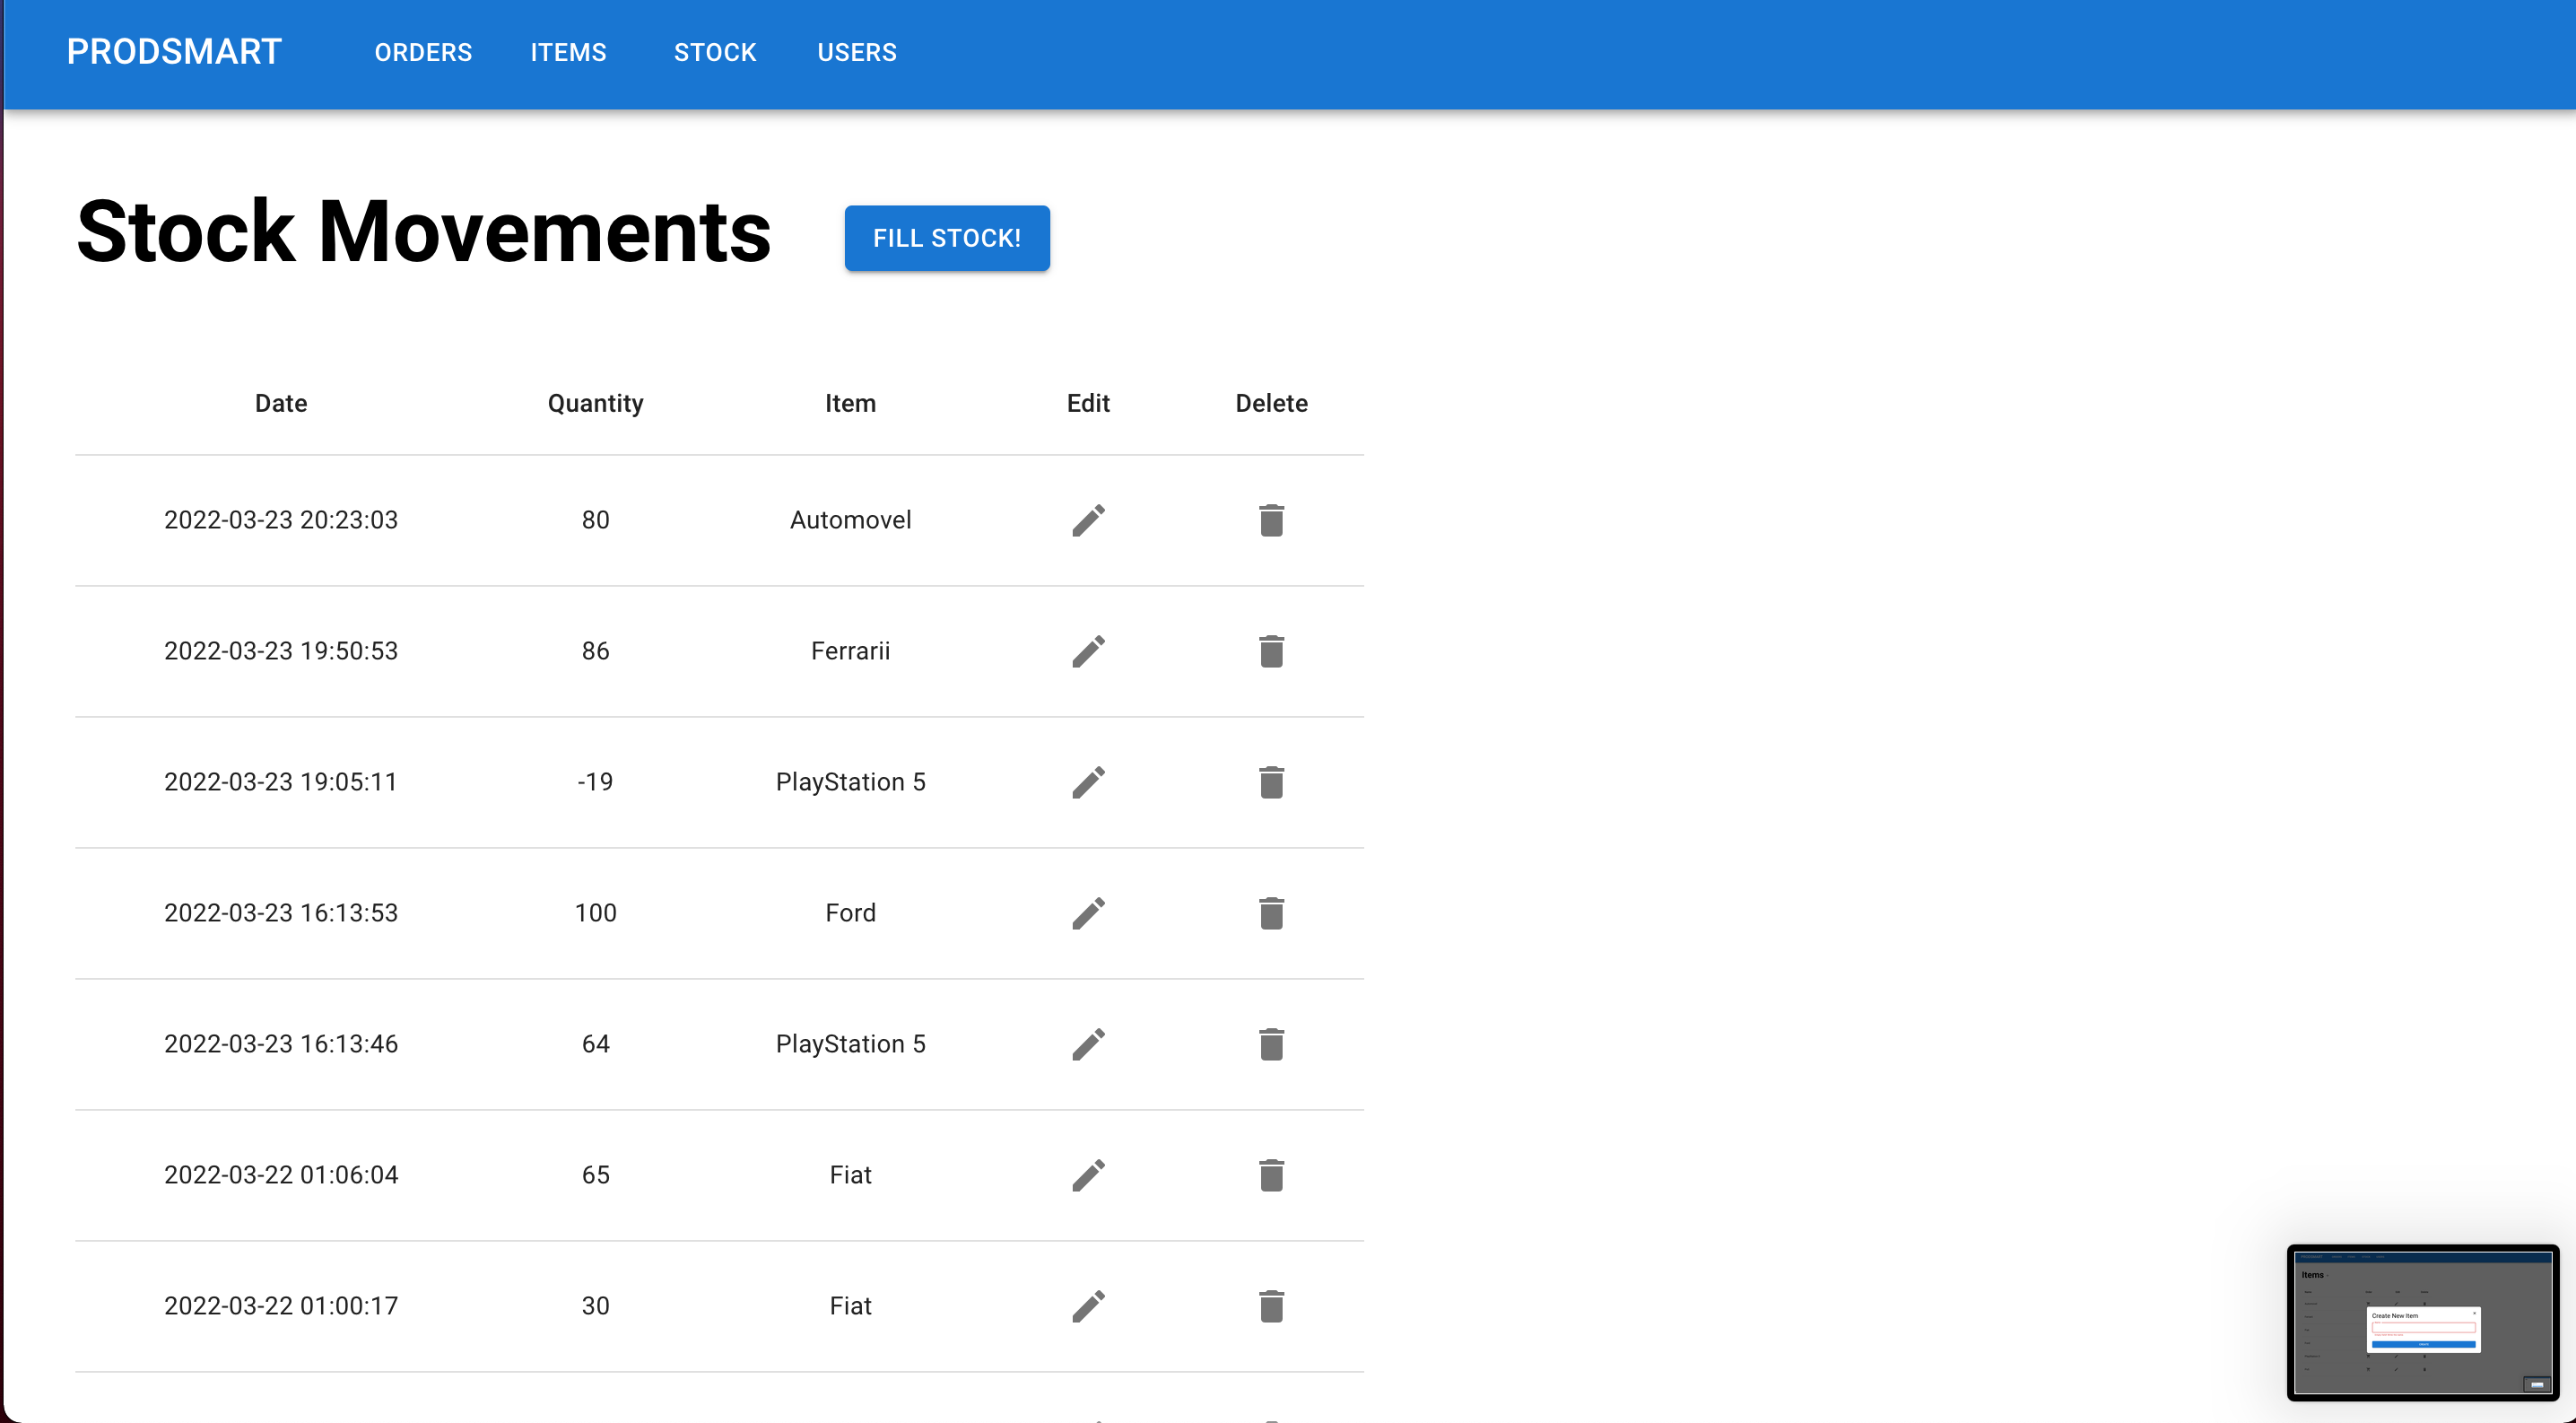 PRODSMART ORDERS ITEMS STOCK USERS
Stock Movements FILL STOCK!
Date Quantity Item Edit Delete
2022-03-23 20:23:03 80 Automovel
2022-03-23 19:50:53 86 Ferrarii
2022-03-23 19:05:11 -19 PlayStation 5
2022-03-23 16:13:53 100 Ford
2022-03-23 16:13:46 64 PlayStation 5
2022-03-22 01:06:04 65 Fiat
2022-03-22 01:00:17 30 Fiat
Items
Create New Item